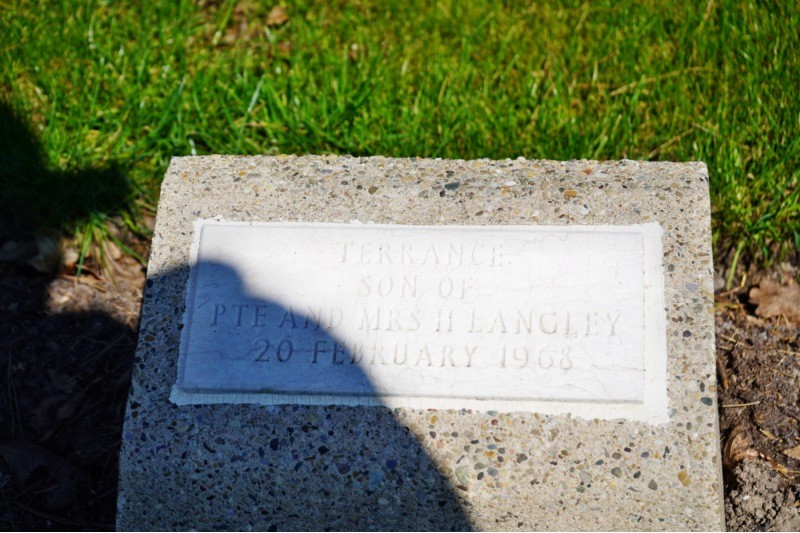 TERRANCE
SON OF
PTE AND MRS H LANGLEY
20 FEBRUARY 1968